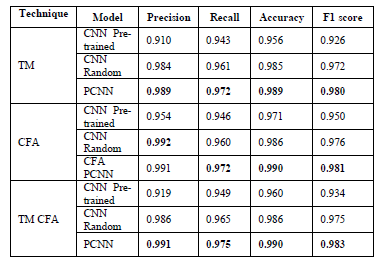 Technique Model Precision Recall Accuracy F1 score
TM
CNN Pre-
trained 0.910 0.943 0.956 0.926
CNN
Random 0.984 0.961 0.985 0.972
PCNN 0.989 0.972 0.989 0.980
CFA
CNN Pre-
trained 0.954 0.946 0.971 0.950
CNN
Random 0.992 0.960 0.986 0.976
CFA
PCNN 0.991 0.972 0.990 0.981
TM CFA
CNN Pre-
trained 0.919 0.949 0.960 0.934
CNN
Random 0.986 0.965 0.986 0.975
PCNN 0.991 0.975 0.990 0.983